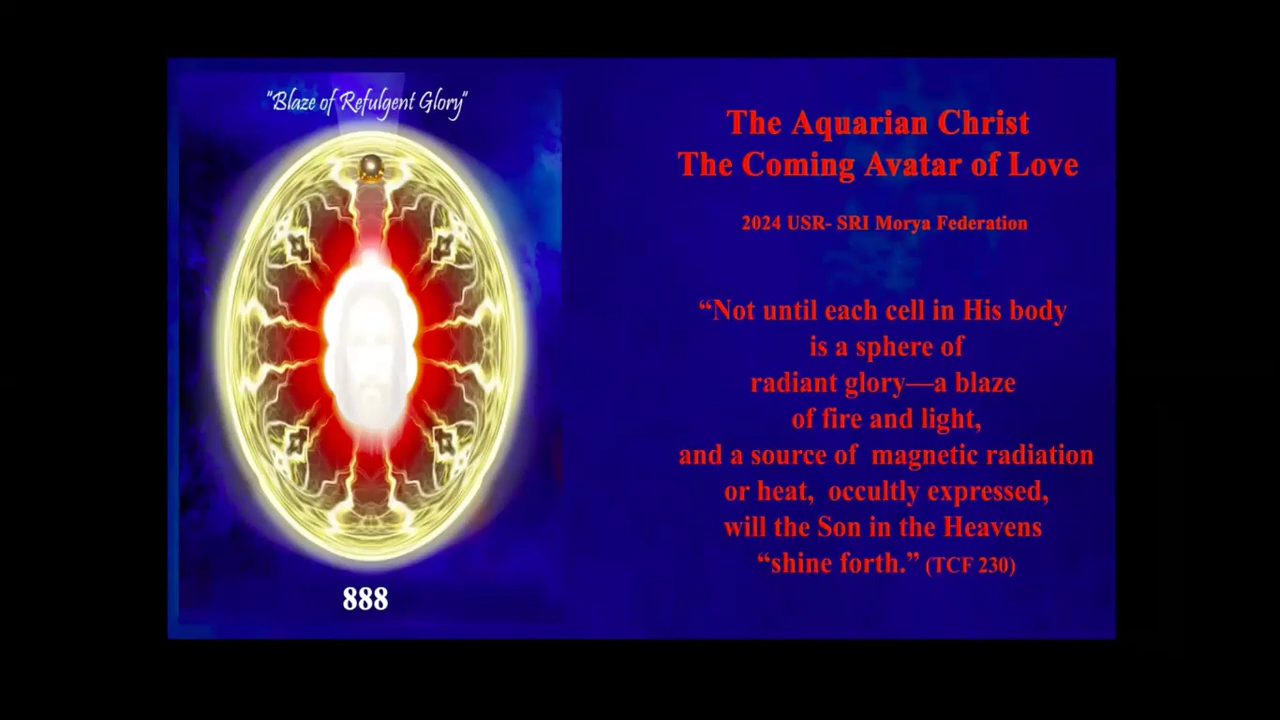 "Blaze of Refulgent Glory"
888
The Aquarian Christ
The Coming Avatar of Love
2024 USR- SRI Morya Federation
“Not until each cell in His body
is a sphere of
radiant glory—a blaze
of fire and light,
and a source of magnetic radiation
or heat, occultly expressed,
will the Son in the Heavens
“shine forth.” (TCF 230)